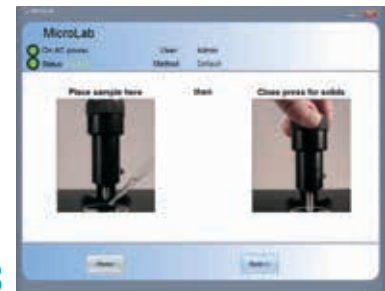 MicroLab
On AC power User Admin
Status Method Default
Place sample here then Close press for solids